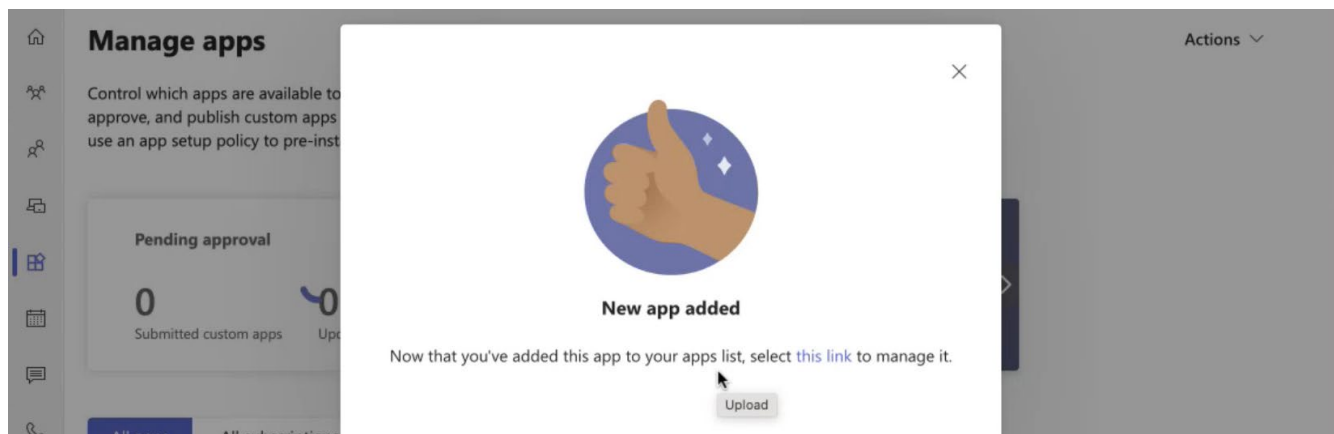 Manage apps
Actions
Control which apps are available to
approve, and publish custom apps
use an app setup policy to pre-inst
Pending approval
0
0
Submitted custom apps
Upd
New app added
Now that you've added this app to your apps list, select this link to manage it.
Upload